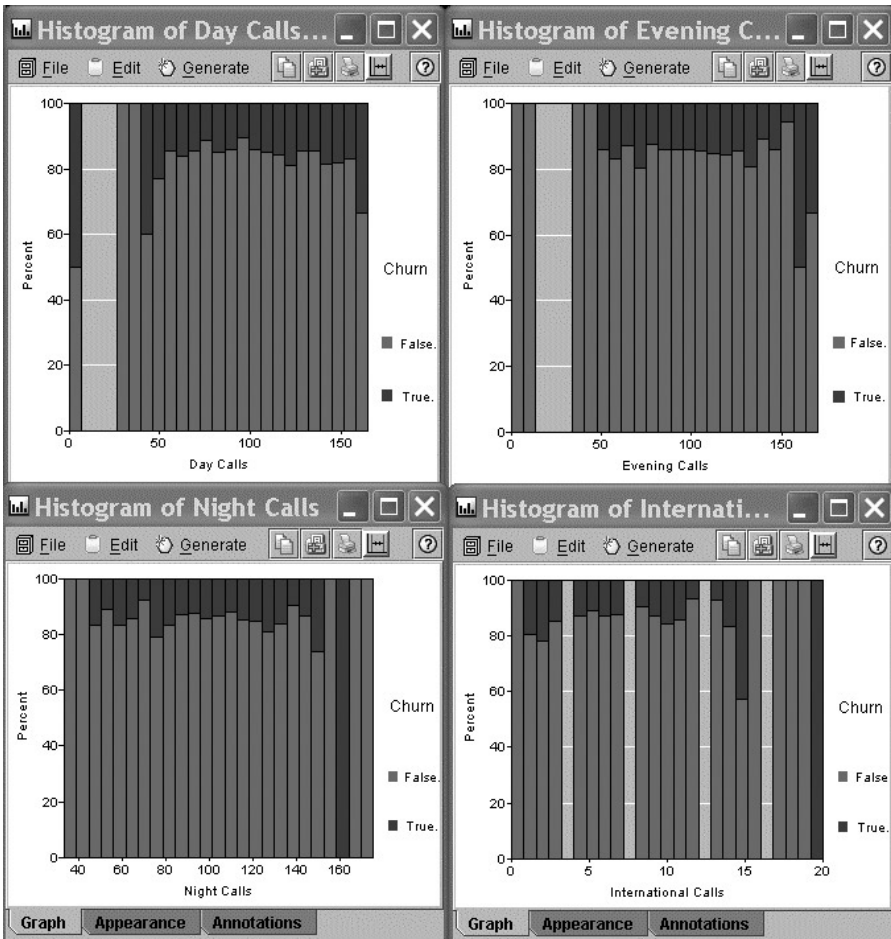 Histogram of Day Calls...
File Edit Generate
100
80
60
40
20
0
Percent
0 50 100 150
Day Calls
Churn
False.
True.
Histogram of Evening C...
File Edit Generate
100
80
60
40
20
0
Percent
0 50 100 150
Evening Calls
Churn
False.
True.
Histogram of Night Calls
File Edit Generate
100
80
60
40
20
0
Percent
40 60 80 100 120 140 160
Night Calls
Churn
False.
True.
Graph Appearance Annotations
Histogram of Internati...
File Edit Generate
100
80
60
40
20
0
Percent
0 5 10 15 20
International Calls
Churn
False
True.
Graph Appearance Annotations